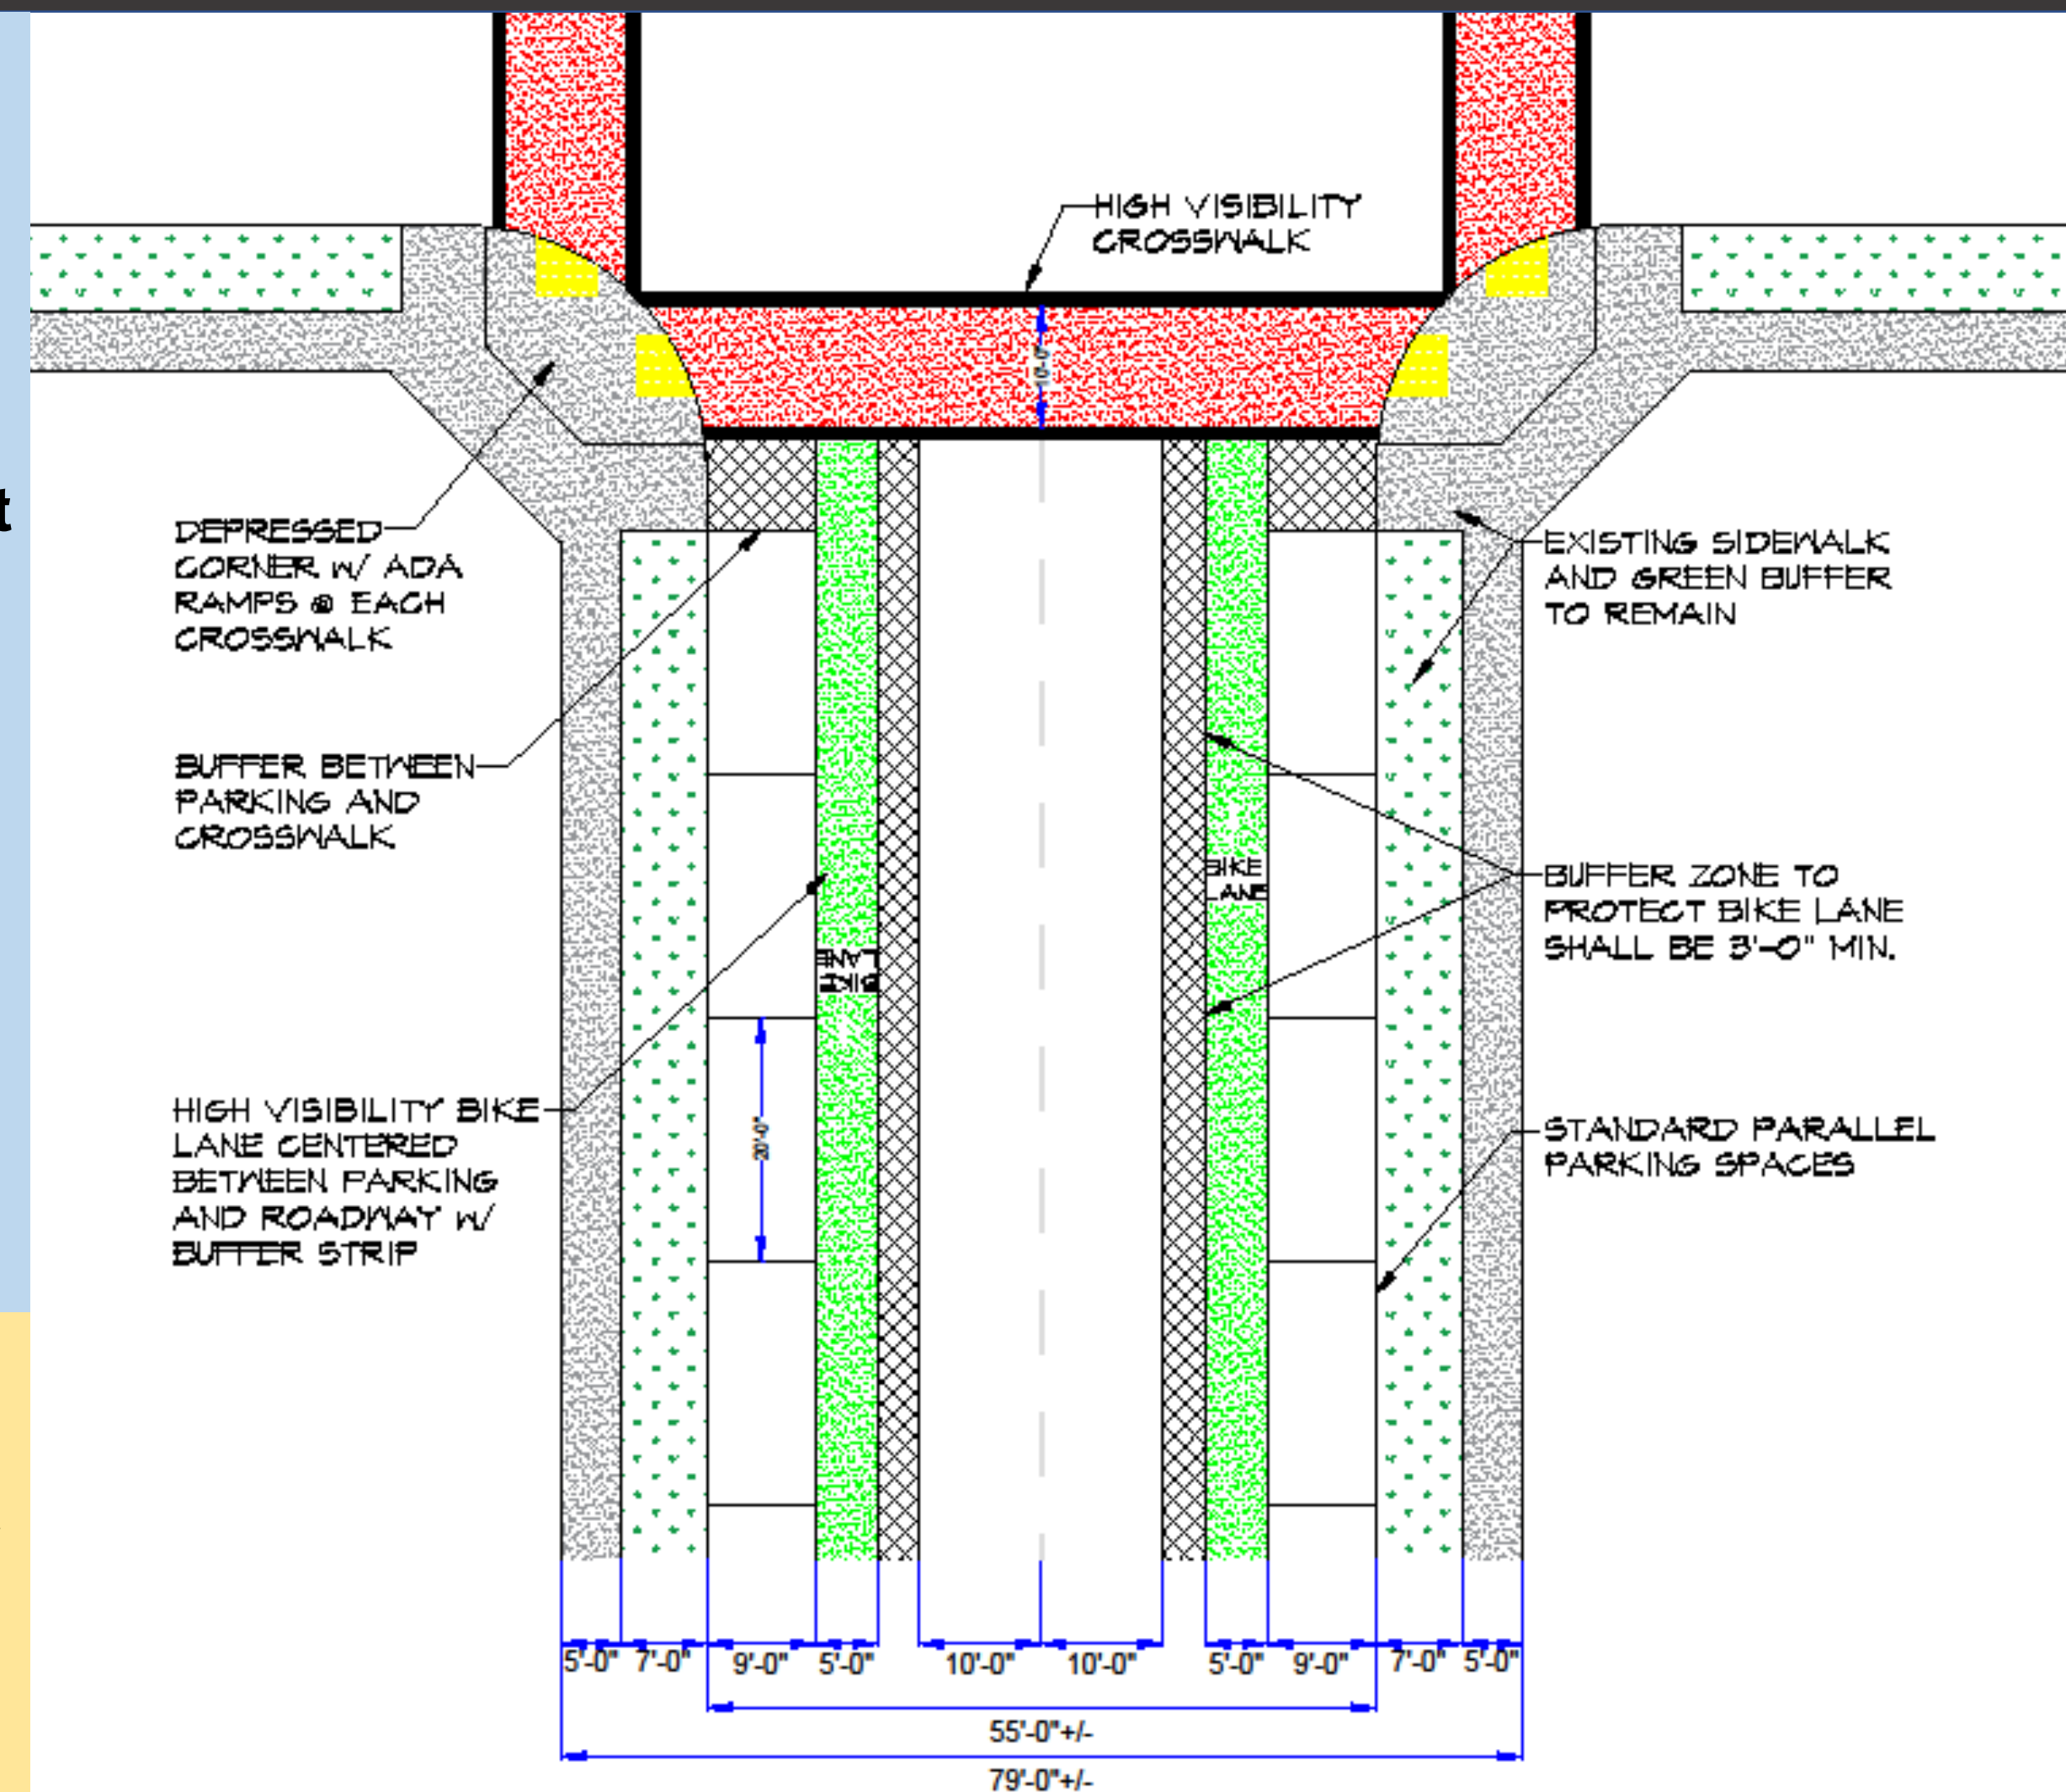 HIGH VISIBILITY
CROSSWALK
10'-0"
t
DEPRESSED
CORNER W/ ADA
RAMPS @ EACH
CROSSWALK
EXISTING SIDEWALK
AND GREEN BUFFER
TO REMAIN
BUFFER BETWEEN
PARKING AND
CROSSWALK
BIKE
LANE
BUFFER ZONE TO
PROTECT BIKE LANE
SHALL BE 3'-0" MIN.
BIKE
LANE
HIGH VISIBILITY BIKE
LANE CENTERED
BETWEEN PARKING
AND ROADWAY W/
BUFFER STRIP
20'-0"
STANDARD PARALLEL
PARKING SPACES
5'-0" 7'-0" 9'-0" 5'-0" 10'-0" 10'-0" 5'-0" 9'-0" 7'-0" 5'-0"
55'-0"+/-
79'-0"+/-